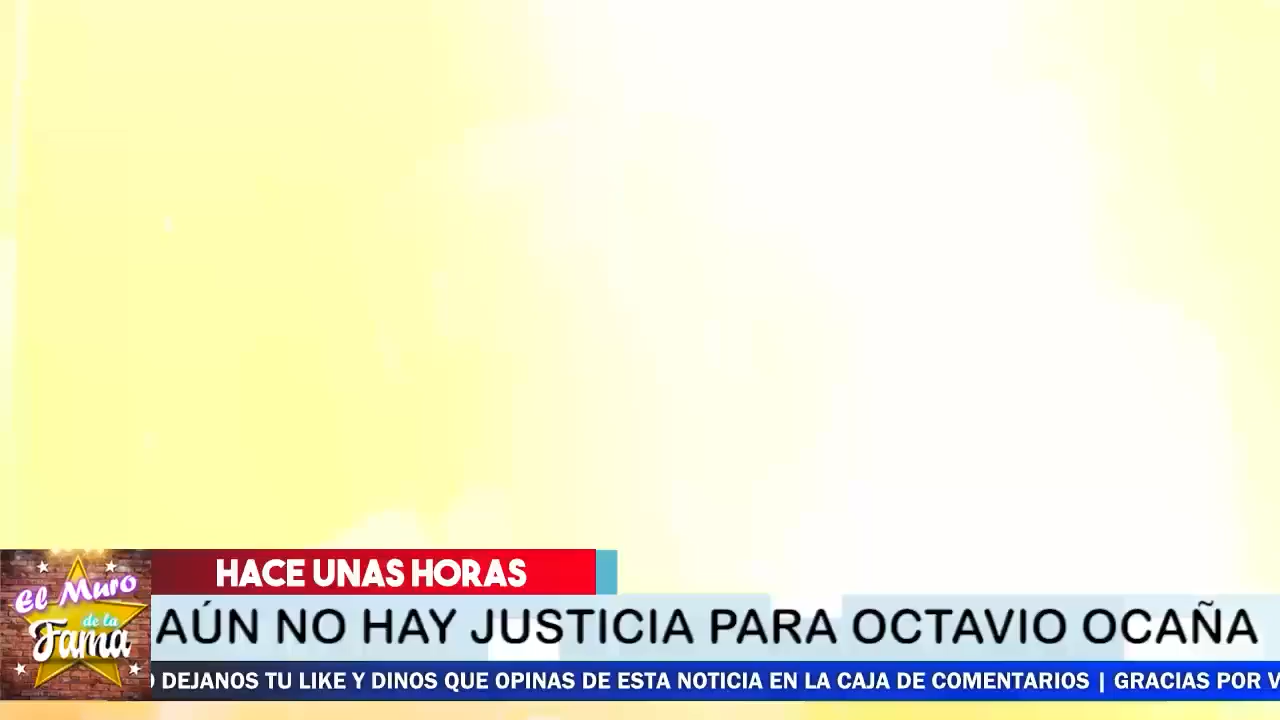 HACE UNAS HORAS
El Muro
de la
Fama
AÚN NO HAY JUSTICIA PARA OCTAVIO OCAÑA
DEJANOS TU LIKE Y DINOS QUE OPINAS DE ESTA NOTICIA EN LA CAJA DE COMENTARIOS | GRACIAS POR